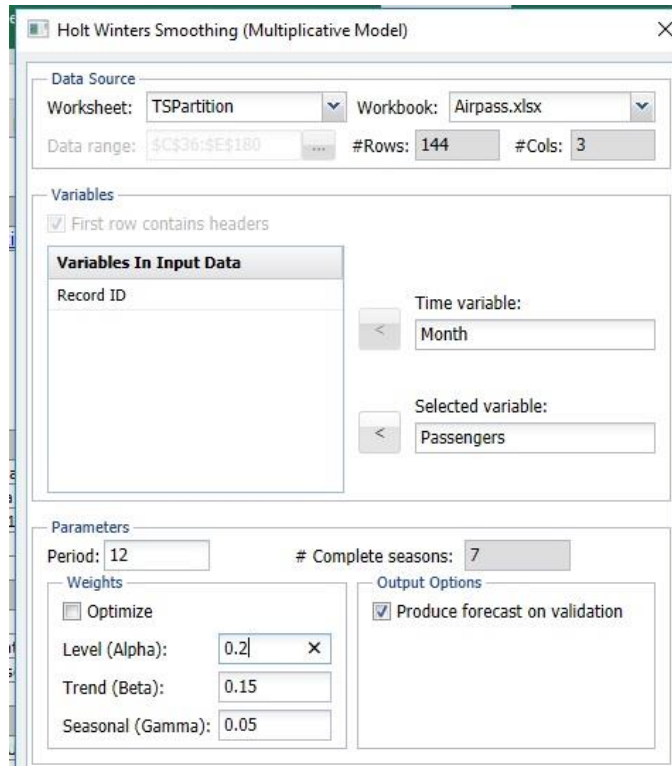 Holt Winters Smoothing (Multiplicative Model)
Data Source
Worksheet: TSPartition Workbook: Airpass.xlsx
Data range: $C$36:$E$180 ... #Rows: 144 #Cols: 3
Variables
First row contains headers
Variables In Input Data
Record ID
Time variable:
< Month
Selected variable:
< Passengers
Parameters
Period: 12 # Complete seasons: 7
Weights Output Options
Optimize Produce forecast on validation
Level (Alpha): 0.2
Trend (Beta): 0.15
Seasonal (Gamma): 0.05